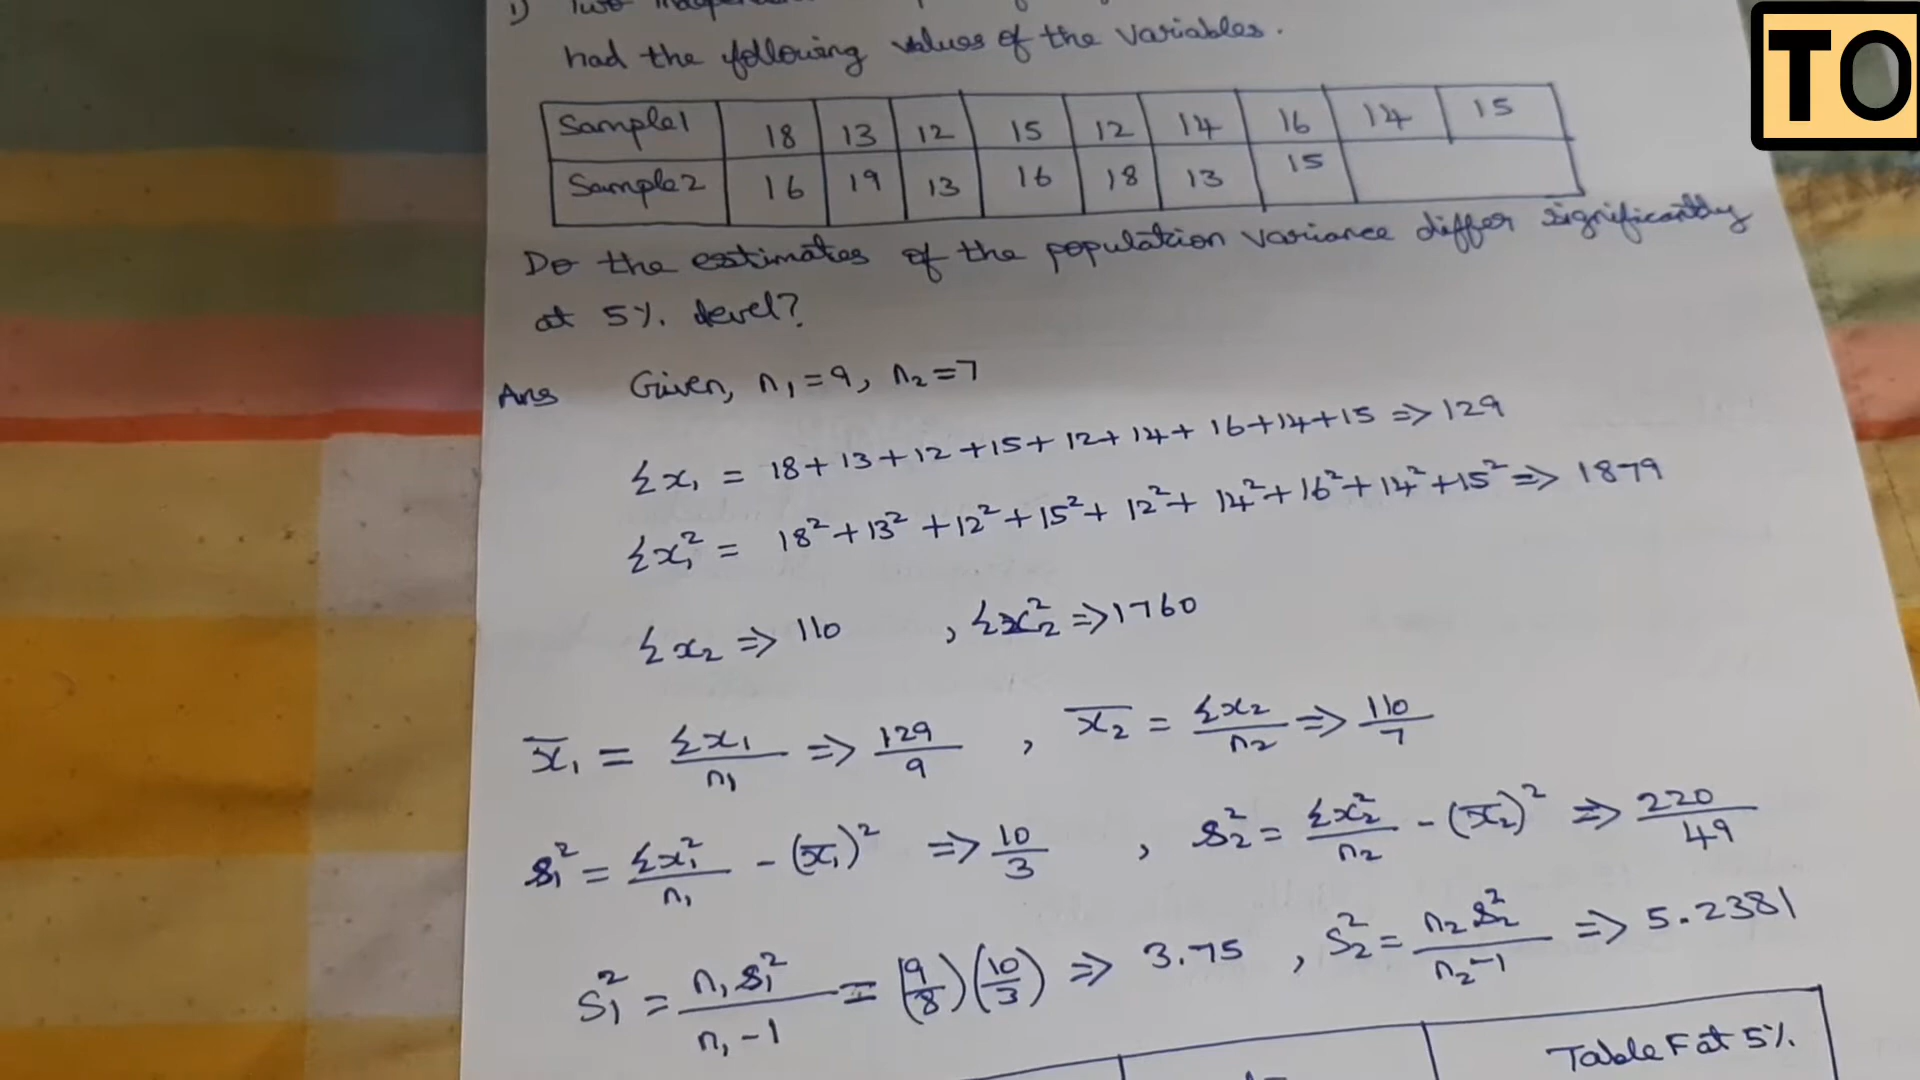 1) Two
had the following values of the variables.
Sample1 18 13 12 15 12 14 16 14 15
Sample2 16 19 13 16 18 13 15
Do the estimates of the population variance differ significantly
at 5%. level?
Ans Given, n₁=9, n₂=7
Σx₁ = 18+13+12+15+12+14+16+14+15 => 129
Σx₁² = 18²+13²+12²+15²+12²+14²+16²+14²+15² => 1879
Σx₂ => 110 , Σx₂² => 1760
x̄₁ = Σx₁/n₁ => 129/9 , x̄₂ = Σx₂/n₂ => 110/7
s₁² = Σx₁²/n₁ - (x̄₁)² => 10/3 , s₂² = Σx₂²/n₂ - (x̄₂)² => 220/49
S₁² = n₁s₁²/n₁-1 = (9/8)(10/3) => 3.75 , S₂² = n₂s₂²/n₂-1 => 5.2381
Table F at 5%.
TO